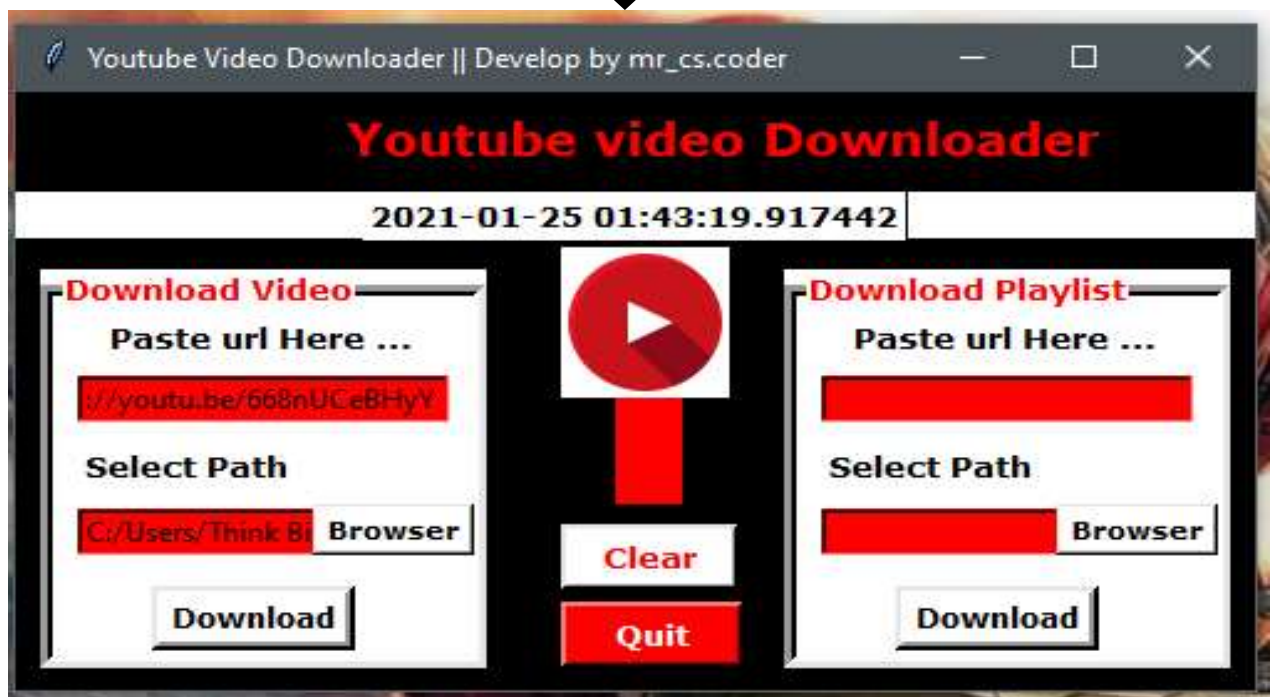 Youtube Video Downloader || Develop by mr_cs.coder
Youtube video Downloader
2021-01-25 01:43:19.917442
Download Video
Paste url Here ...
://youtu.be/668nUCeBHyY
Select Path
C:/Users/Think Bi
Browser
Download
Clear
Quit
Download Playlist
Paste url Here ...
Select Path
Browser
Download